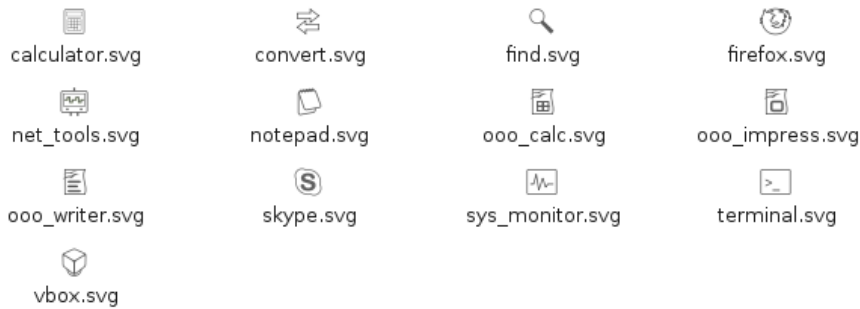 calculator.svg convert.svg find.svg firefox.svg
net_tools.svg notepad.svg ooo_calc.svg ooo_impress.svg
ooo_writer.svg skype.svg sys_monitor.svg terminal.svg
vbox.svg